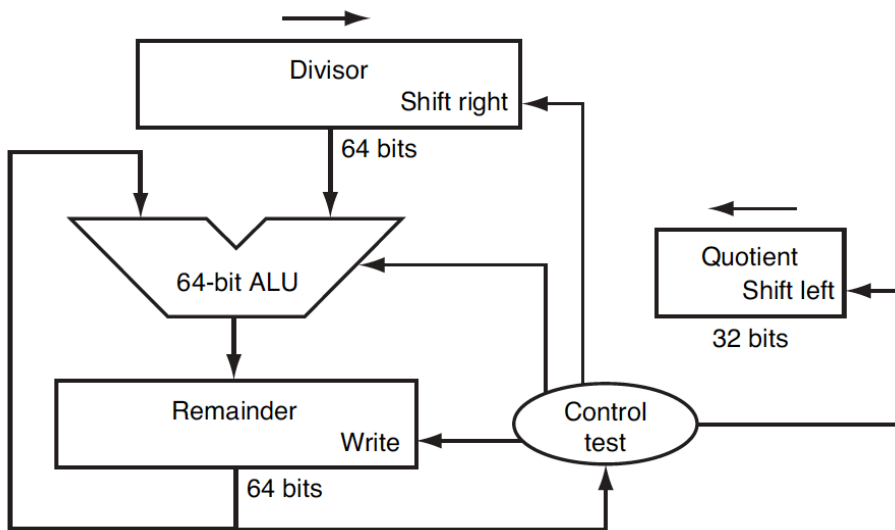 Divisor
Shift right
64 bits
64-bit ALU
Quotient
Shift left
32 bits
Remainder
Write
64 bits
Control
test